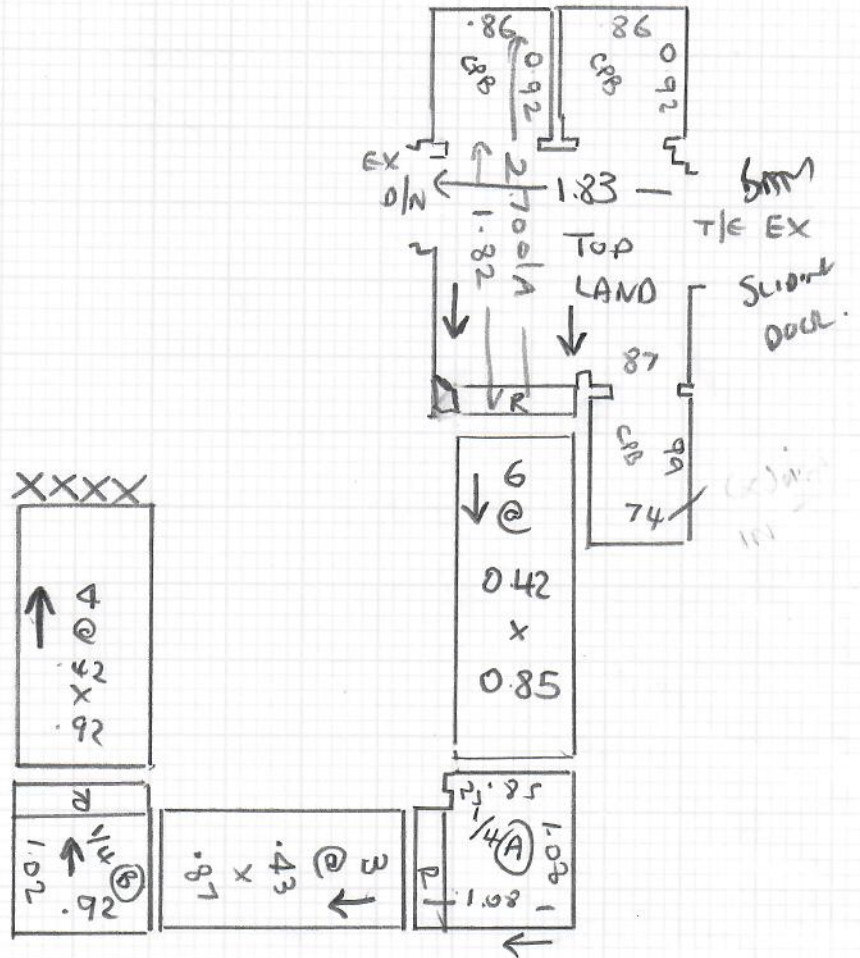 .86
CPB
0.92
86
CPB
0.92
EX
D/N
1.83
2.700/A
1.82
TOP
LAND
T/E EX
SLIDING
DOOR.
R
87
CPB
99
74
6
@
0.42
x
0.85
XXXX
4
@
.42
x
.92
R
1/4 B
1.02
.92
3
@
.43
x
.87
R
.85
1/4 A
1.08
1.08